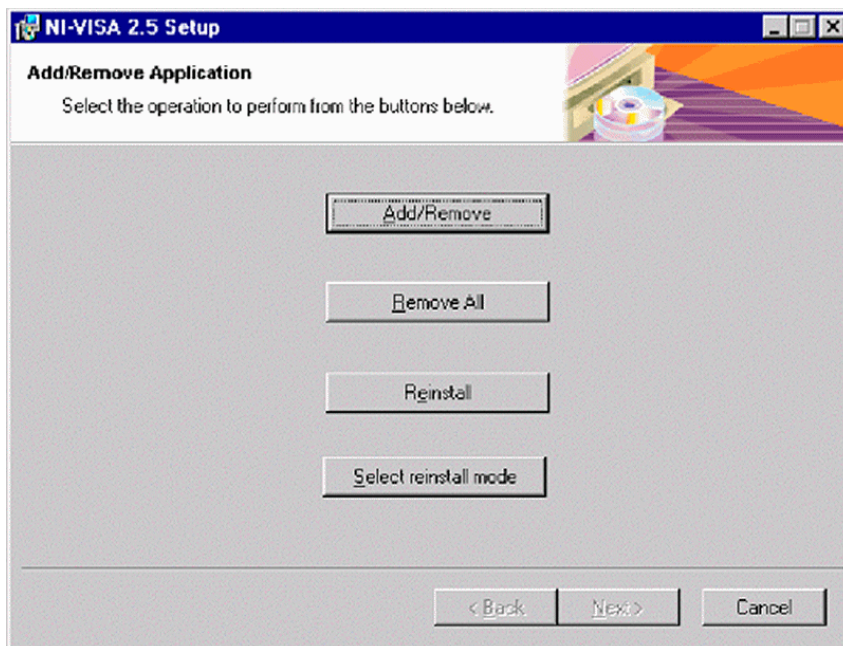 NI-VISA 2.5 Setup
Add/Remove Application
Select the operation to perform from the buttons below.
Add/Remove
Remove All
Reinstall
Select reinstall mode
< Back
Next >
Cancel